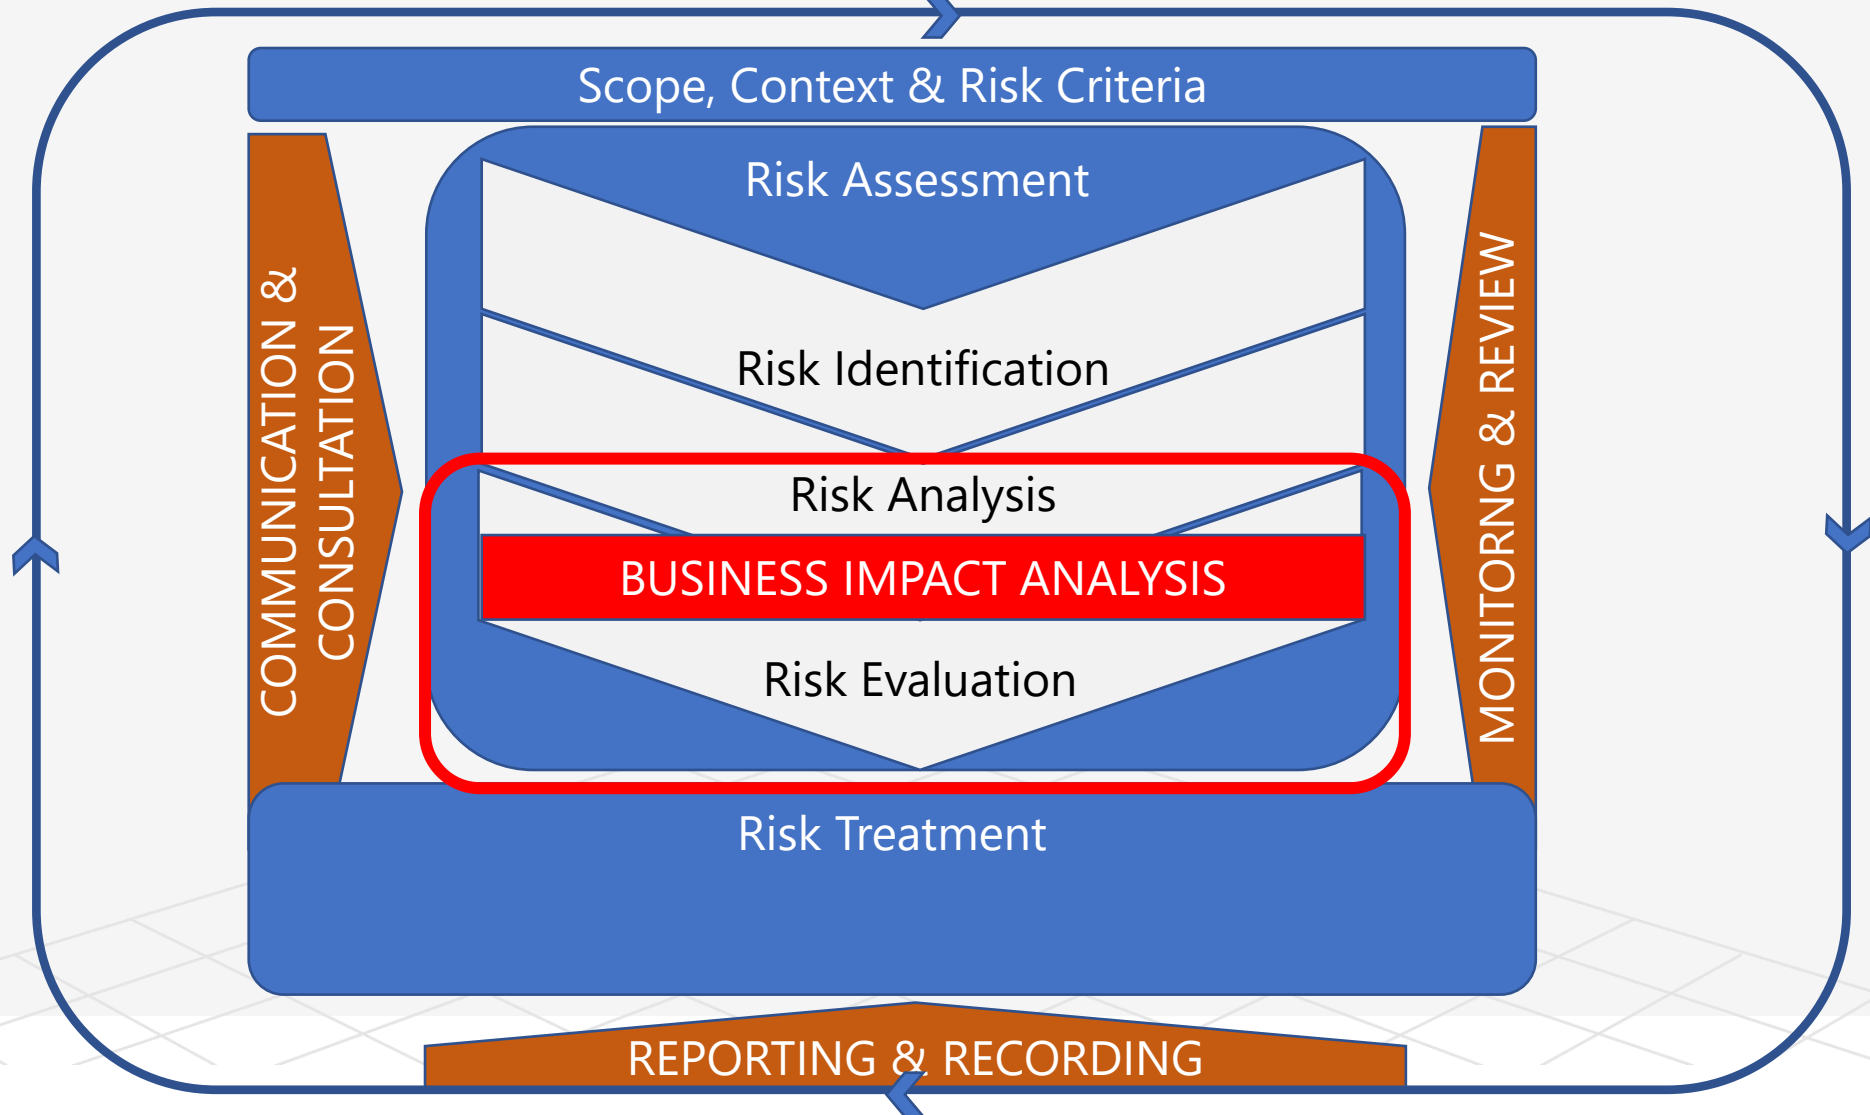 Scope, Context & Risk Criteria
Risk Assessment
COMMUNICATION &
CONSULTATION
Risk Identification
Risk Analysis
BUSINESS IMPACT ANALYSIS
Risk Evaluation
MONITORNG & REVIEW
Risk Treatment
REPORTING & RECORDING